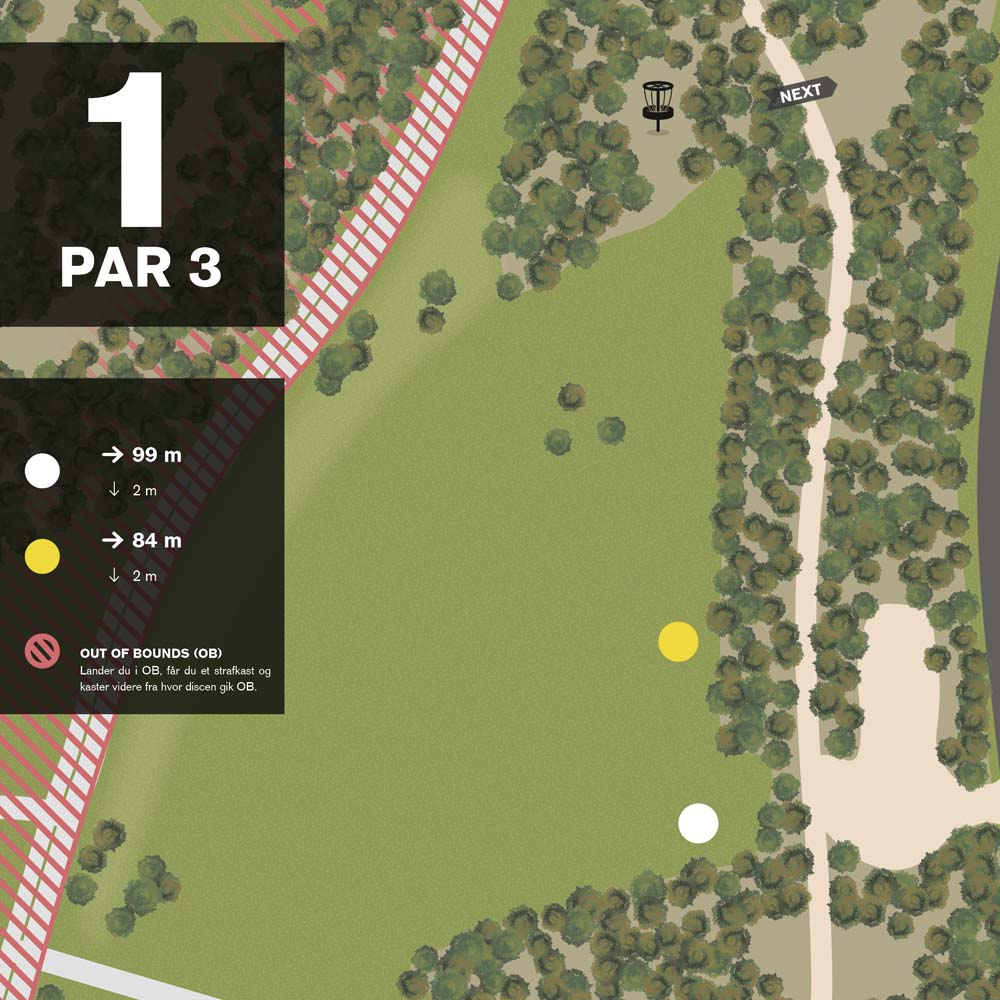 1
PAR 3
NEXT
→ 99 m
↓ 2 m
→ 84 m
↓ 2 m
OUT OF BOUNDS (OB)
Lander du i OB, får du et strafkast og
kaster videre fra hvor discen gik OB.